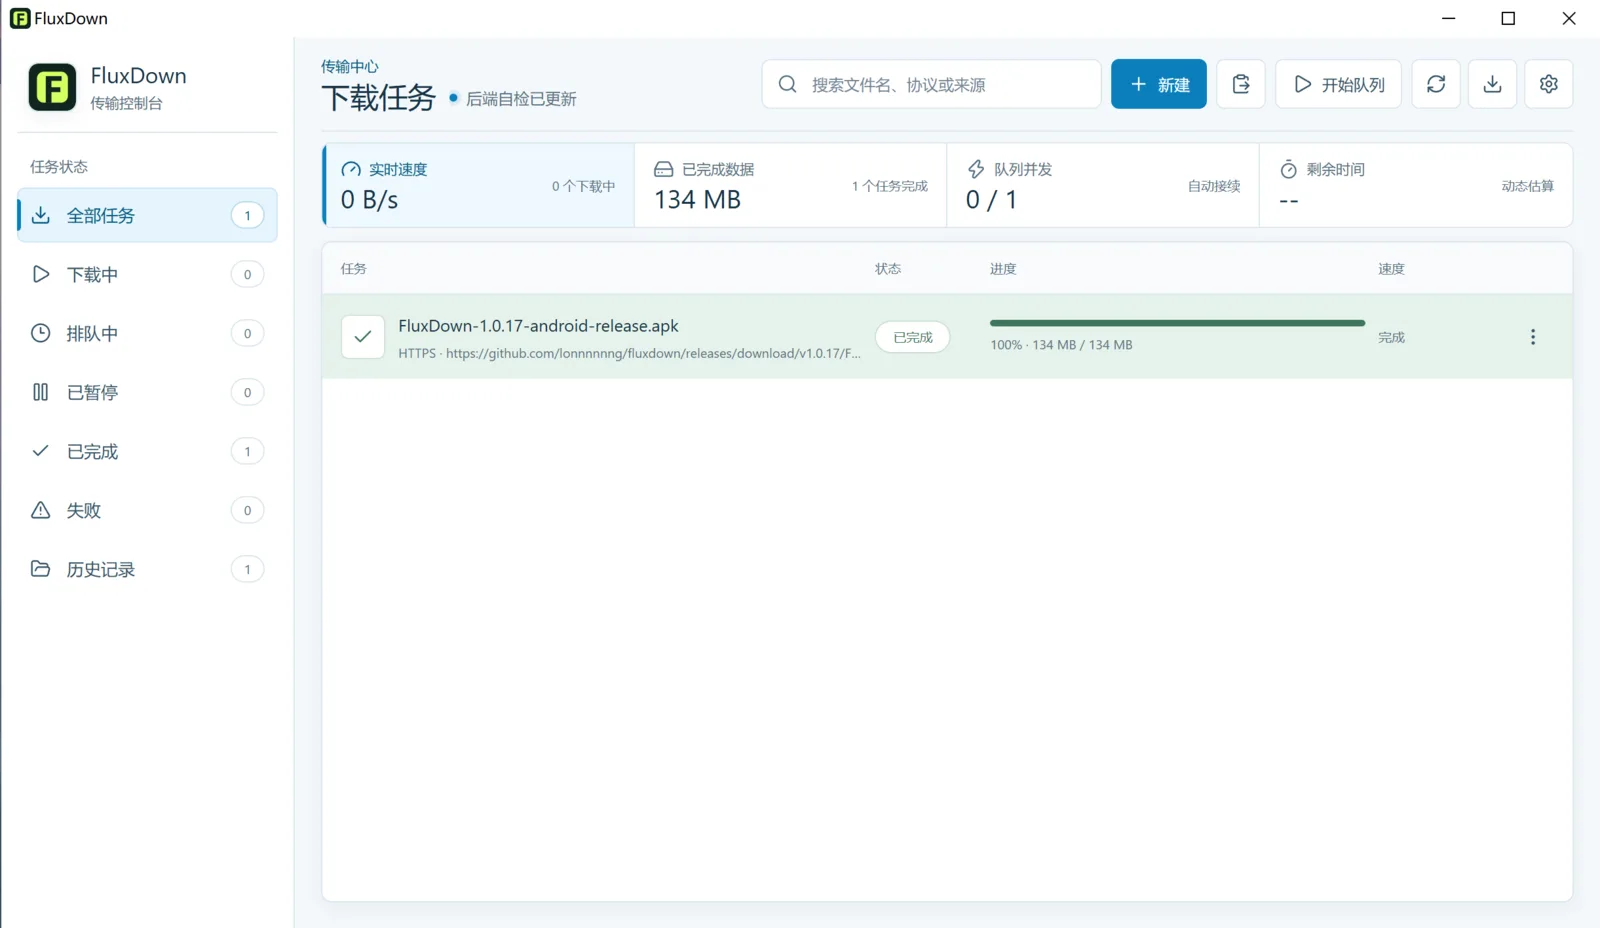 FluxDown
FluxDown
传输控制台
任务状态
全部任务 1
下载中 0
排队中 0
已暂停 0
已完成 1
失败 0
历史记录 1
传输中心
下载任务 后端自检已更新
搜索文件名、协议或来源
新建
开始队列
实时速度
0 B/s
0 个下载中
已完成数据
134 MB
1 个任务完成
队列并发
0 / 1
自动接续
剩余时间
--
动态估算
任务 状态 进度 速度
FluxDown-1.0.17-android-release.apk
HTTPS · https://github.com/lonnnnnng/fluxdown/releases/download/v1.0.17/F...
已完成
100% · 134 MB / 134 MB
完成